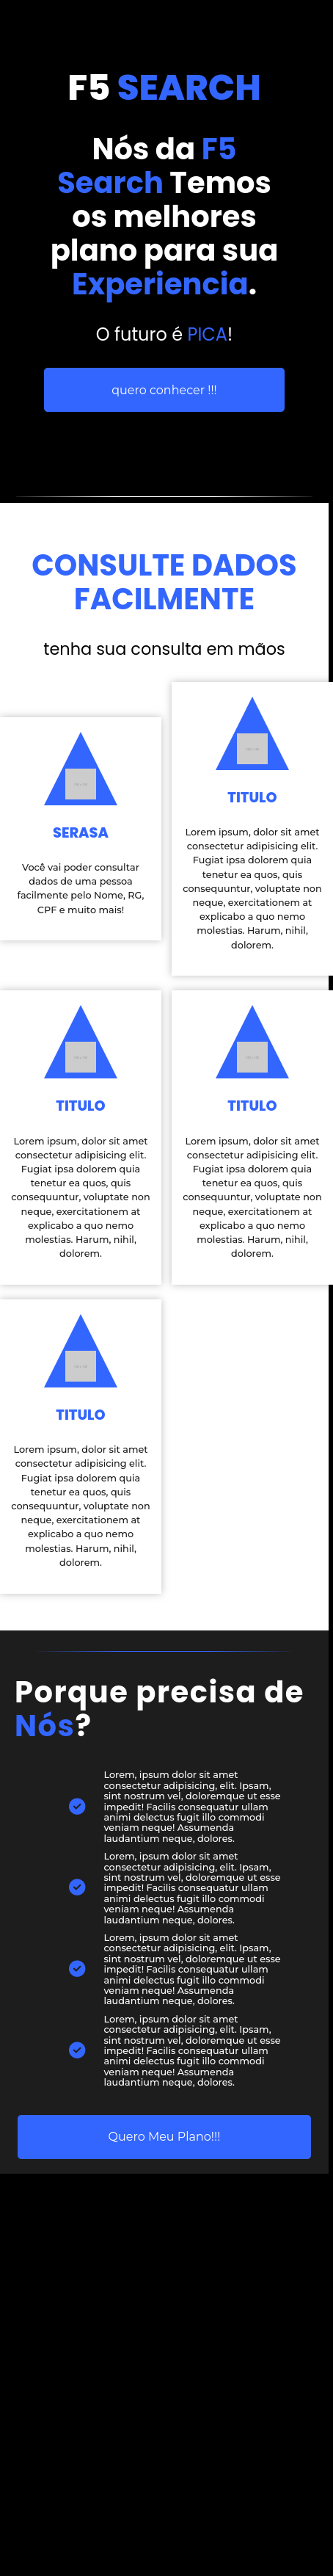 F5 SEARCH
Nós da F5
Search Temos
os melhores
plano para sua
Experiencia.
O futuro é PICA!
quero conhecer !!!
CONSULTE DADOS
FACILMENTE
tenha sua consulta em mãos
SERASA
Você vai poder consultar
dados de uma pessoa
facilmente pelo Nome, RG,
CPF e muito mais!
TITULO
Lorem ipsum, dolor sit amet
consectetur adipisicing elit.
Fugiat ipsa dolorem quia
tenetur ea quos, quis
consequuntur, voluptate non
neque, exercitationem at
explicabo a quo nemo
molestias. Harum, nihil,
dolorem.
TITULO
Lorem ipsum, dolor sit amet
consectetur adipisicing elit.
Fugiat ipsa dolorem quia
tenetur ea quos, quis
consequuntur, voluptate non
neque, exercitationem at
explicabo a quo nemo
molestias. Harum, nihil,
dolorem.
TITULO
Lorem ipsum, dolor sit amet
consectetur adipisicing elit.
Fugiat ipsa dolorem quia
tenetur ea quos, quis
consequuntur, voluptate non
neque, exercitationem at
explicabo a quo nemo
molestias. Harum, nihil,
dolorem.
TITULO
Lorem ipsum, dolor sit amet
consectetur adipisicing elit.
Fugiat ipsa dolorem quia
tenetur ea quos, quis
consequuntur, voluptate non
neque, exercitationem at
explicabo a quo nemo
molestias. Harum, nihil,
dolorem.
Porque precisa de
Nós?
Lorem, ipsum dolor sit amet
consectetur adipisicing, elit. Ipsam,
sint nostrum vel, doloremque ut esse
impedit! Facilis consequatur ullam
animi delectus fugit illo commodi
veniam neque! Assumenda
laudantium neque, dolores.
Lorem, ipsum dolor sit amet
consectetur adipisicing, elit. Ipsam,
sint nostrum vel, doloremque ut esse
impedit! Facilis consequatur ullam
animi delectus fugit illo commodi
veniam neque! Assumenda
laudantium neque, dolores.
Lorem, ipsum dolor sit amet
consectetur adipisicing, elit. Ipsam,
sint nostrum vel, doloremque ut esse
impedit! Facilis consequatur ullam
animi delectus fugit illo commodi
veniam neque! Assumenda
laudantium neque, dolores.
Lorem, ipsum dolor sit amet
consectetur adipisicing, elit. Ipsam,
sint nostrum vel, doloremque ut esse
impedit! Facilis consequatur ullam
animi delectus fugit illo commodi
veniam neque! Assumenda
laudantium neque, dolores.
Quero Meu Plano!!!